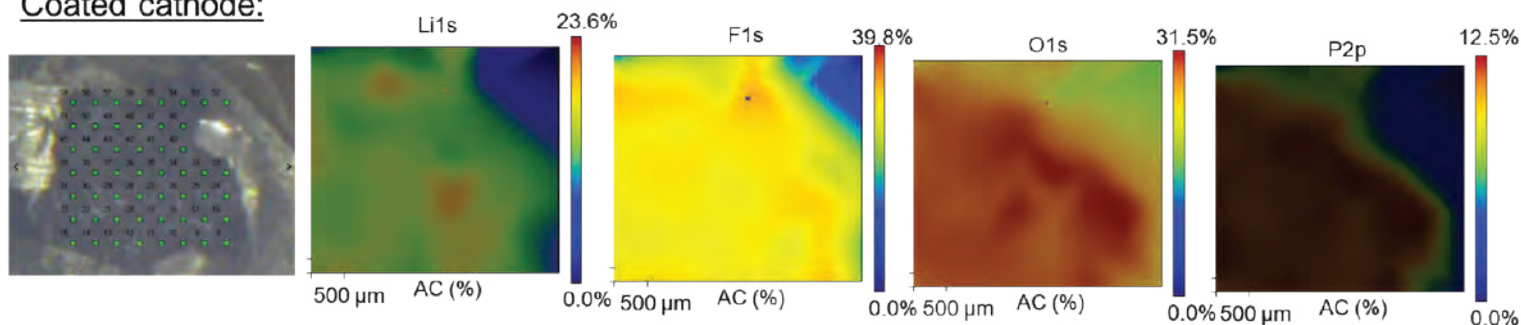 Coated cathode:
Li1s
23.6%
0.0%
500 µm
AC (%)
F1s
39.8%
0.0%
500 µm
AC (%)
O1s
31.5%
0.0%
500 µm
AC (%)
P2p
12.5%
0.0%
500 µm
AC (%)